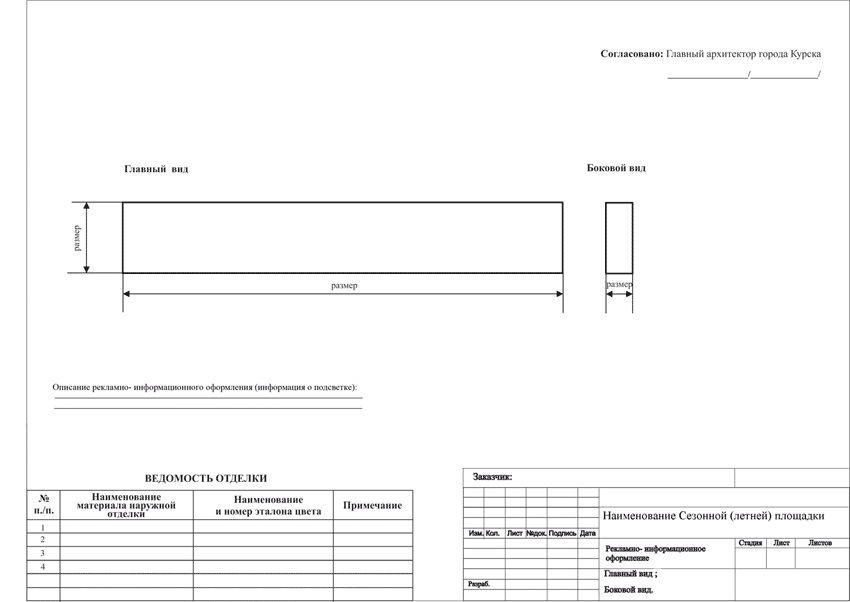 Согласовано: Главный архитектор города Курска
________________/______________/
Главный вид
Боковой вид
размер
размер
размер
Описание рекламно- информационного оформления (информация о подсветке):
ВЕДОМОСТЬ ОТДЕЛКИ
№
п./п.
Наименование
материала наружной
отделки
Наименование
и номер эталона цвета
Примечание
1
2
3
4
Заказчик:
Наименование Сезонной (летней) площадки
Изм. Кол. Лист №док. Подпись Дата
Рекламно- информационное
оформление
Стадия Лист Листов
Главный вид ;
Разраб.
Боковой вид.